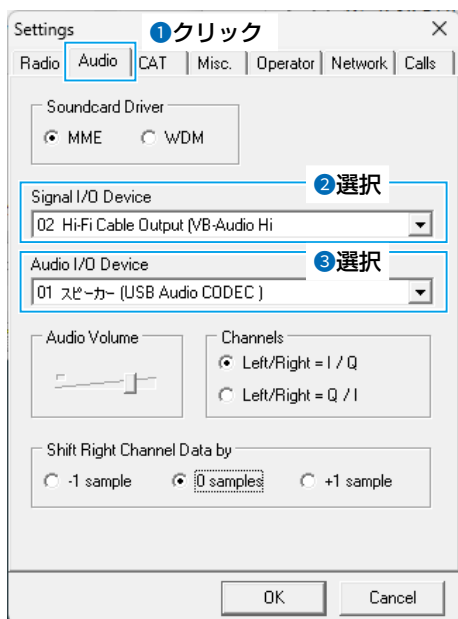 Settings
❶クリック
Radio Audio CAT Misc. Operator Network Calls
Soundcard Driver
MME WDM
❷選択
Signal I/O Device
02 Hi-Fi Cable Output (VB-Audio Hi
❸選択
Audio I/O Device
01 スピーカー (USB Audio CODEC )
Audio Volume
Channels
Left/Right = I / Q
Left/Right = Q / I
Shift Right Channel Data by
-1 sample 0 samples +1 sample
OK Cancel